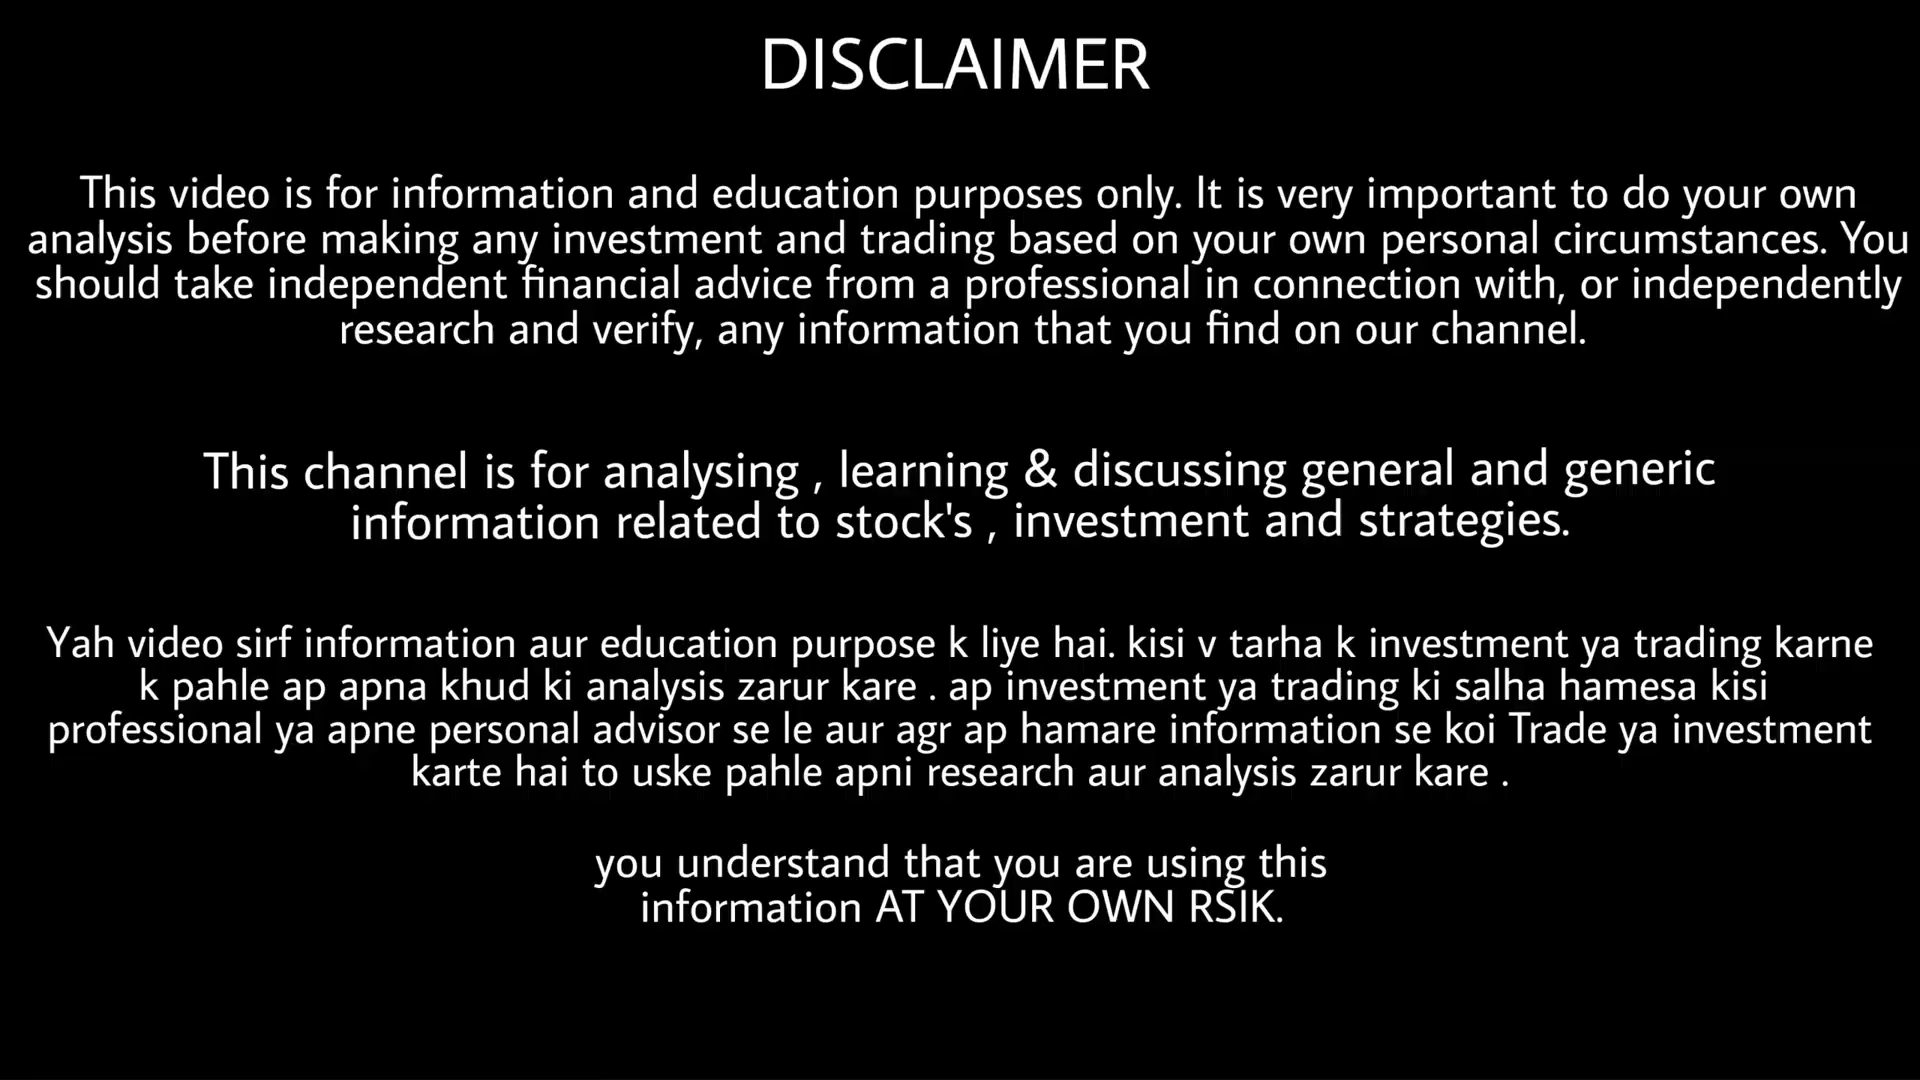 DISCLAIMER
This video is for information and education purposes only. It is very important to do your own
analysis before making any investment and trading based on your own personal circumstances. You
should take independent financial advice from a professional in connection with, or independently
research and verify, any information that you find on our channel.
This channel is for analysing , learning & discussing general and generic
information related to stock's , investment and strategies.
Yah video sirf information aur education purpose k liye hai. kisi v tarha k investment ya trading karne
k pahle ap apna khud ki analysis zarur kare . ap investment ya trading ki salha hamesa kisi
professional ya apne personal advisor se le aur agr ap hamare information se koi Trade ya investment
karte hai to uske pahle apni research aur analysis zarur kare .
you understand that you are using this
information AT YOUR OWN RSIK.